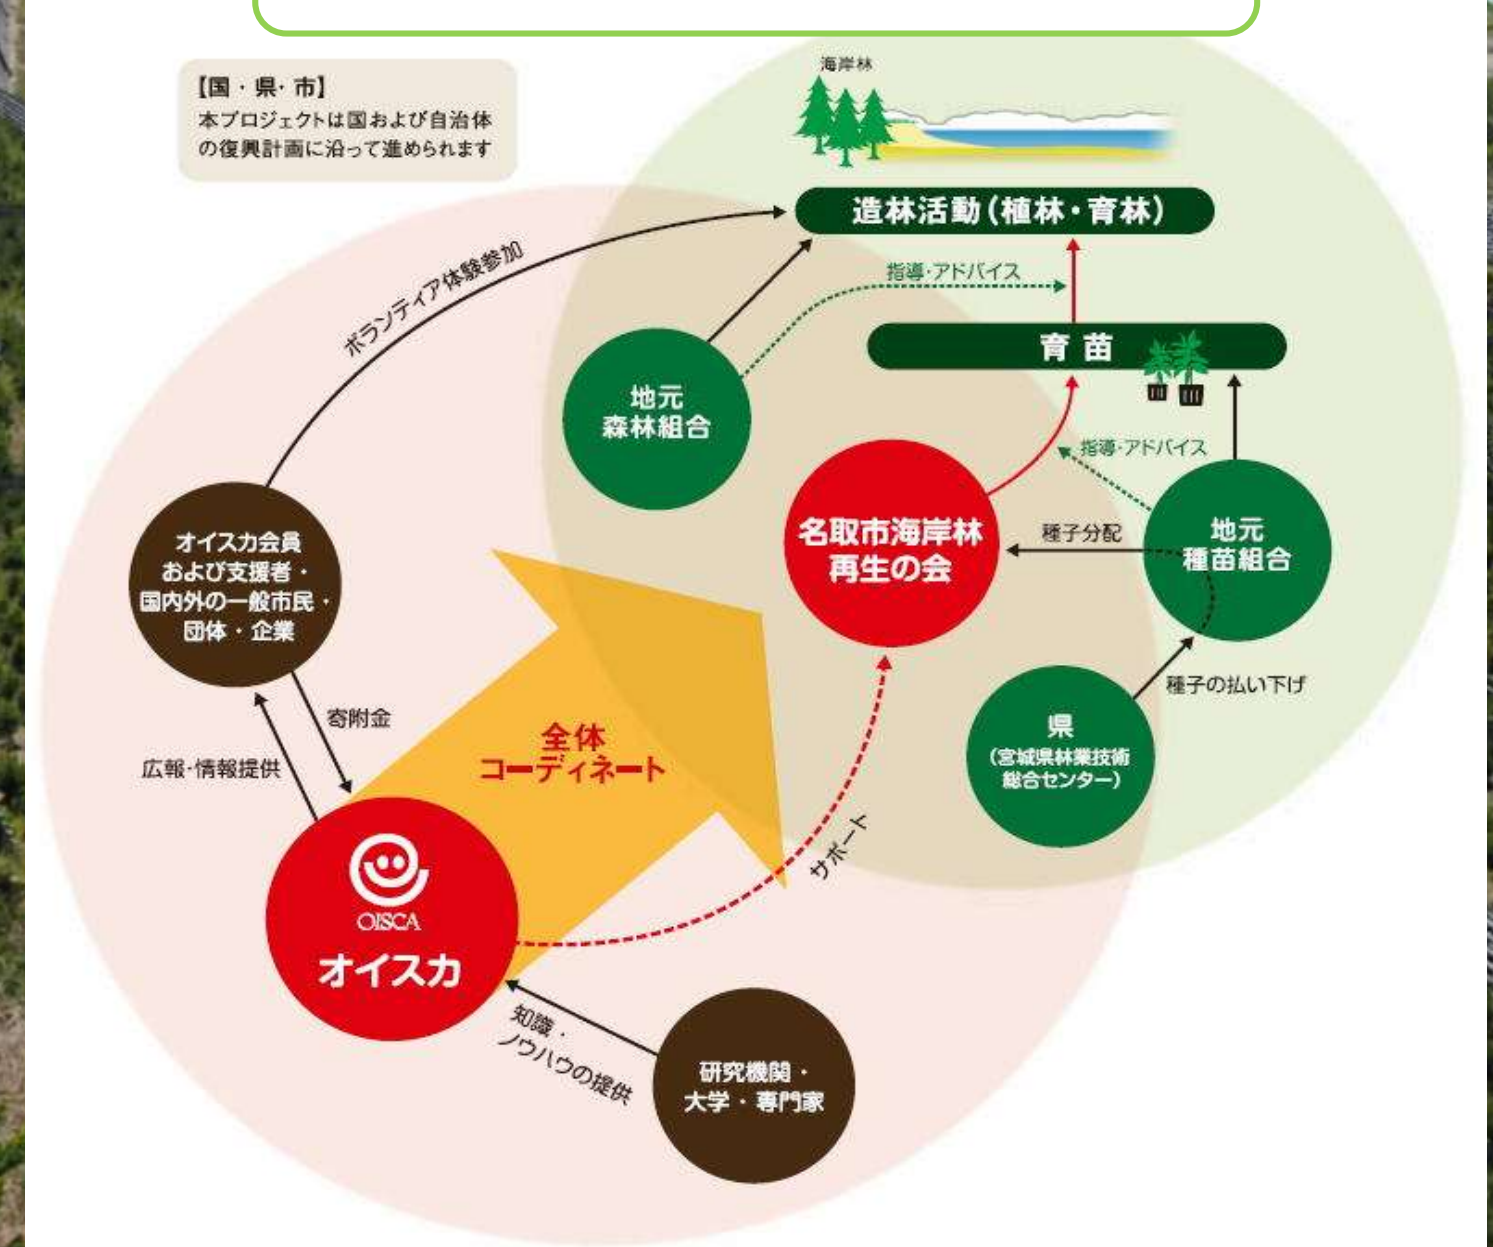 【国・県・市】
本プロジェクトは国および自治体
の復興計画に沿って進められます
海岸林
造林活動（植林・育林）
ボランティア体験参加
指導・アドバイス
育苗
地元
森林組合
指導・アドバイス
名取市海岸林
再生の会
種子分配
地元
種苗組合
オイスカ会員
および支援者・
国内外の一般市民・
団体・企業
種子の払い下げ
県
（宮城県林業技術
総合センター）
寄附金
広報・情報提供
全体
コーディネート
サポート
OISCA
オイスカ
知識・
ノウハウの提供
研究機関・
大学・専門家